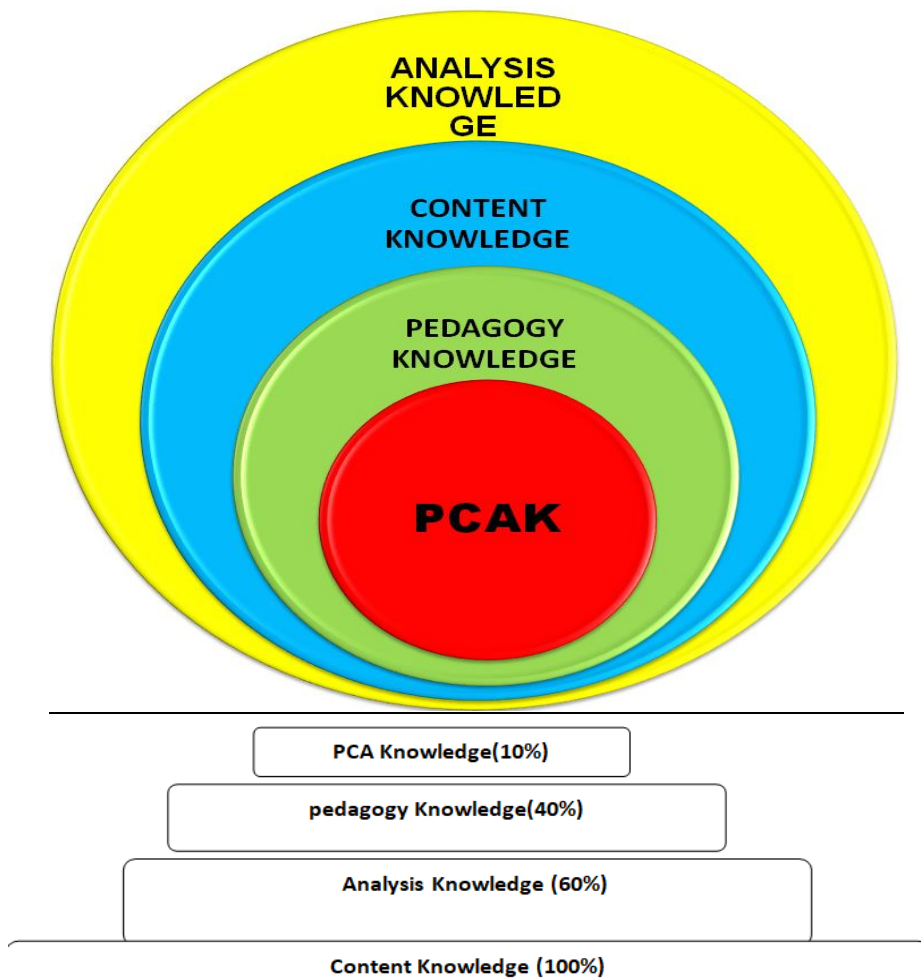 ANALYSIS
KNOWLED
GE
CONTENT
KNOWLEDGE
PEDAGOGY
KNOWLEDGE
PCAK
PCA Knowledge(10%)
pedagogy Knowledge(40%)
Analysis Knowledge (60%)
Content Knowledge (100%)